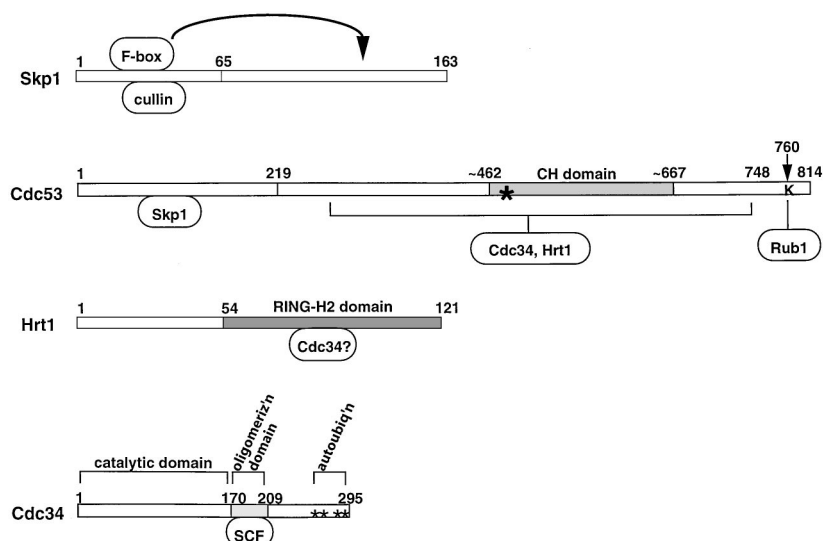 F-box
1 65 163
Skp1
cullin
760
1 219 ~462 CH domain ~667 748 814
Cdc53 * K
Skp1
Cdc34, Hrt1
Rub1
1 54 RING-H2 domain 121
Hrt1
Cdc34?
oligomeriz'n
domain
autoubiq'n
catalytic domain
1 170 209 295
Cdc34 ** **
SCF